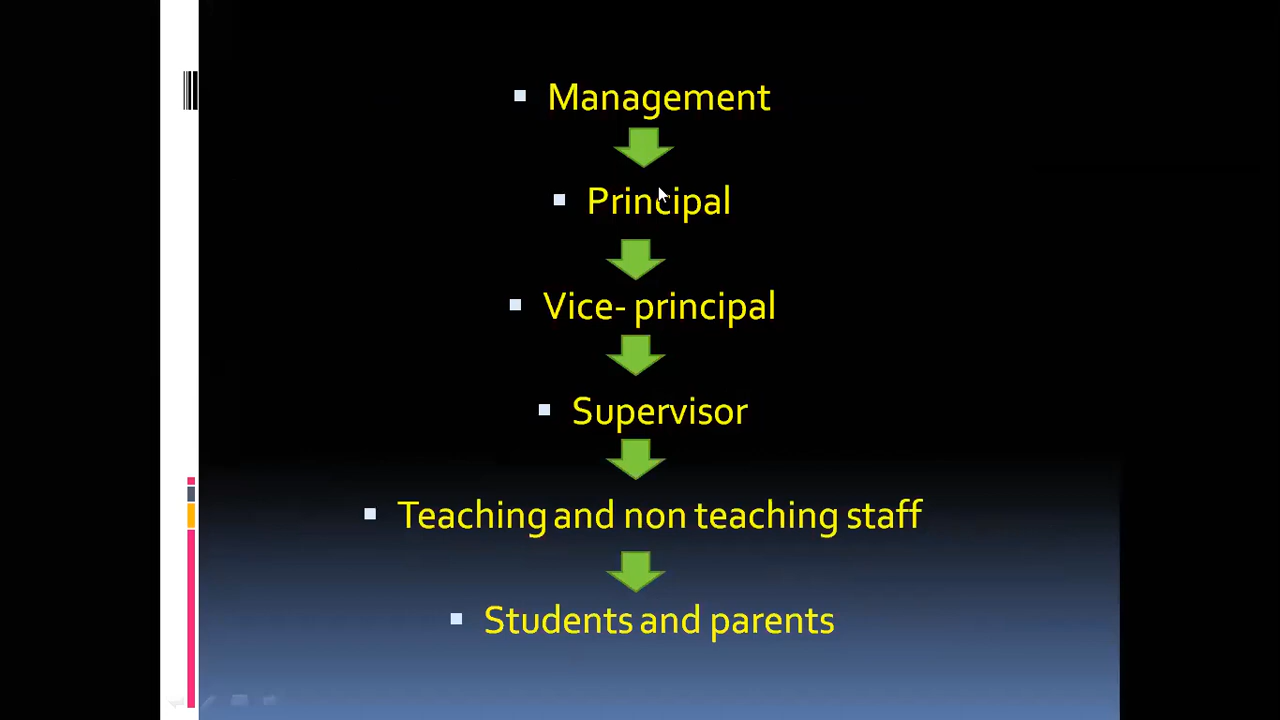 Management
Principal
Vice- principal
Supervisor
Teaching and non teaching staff
Students and parents